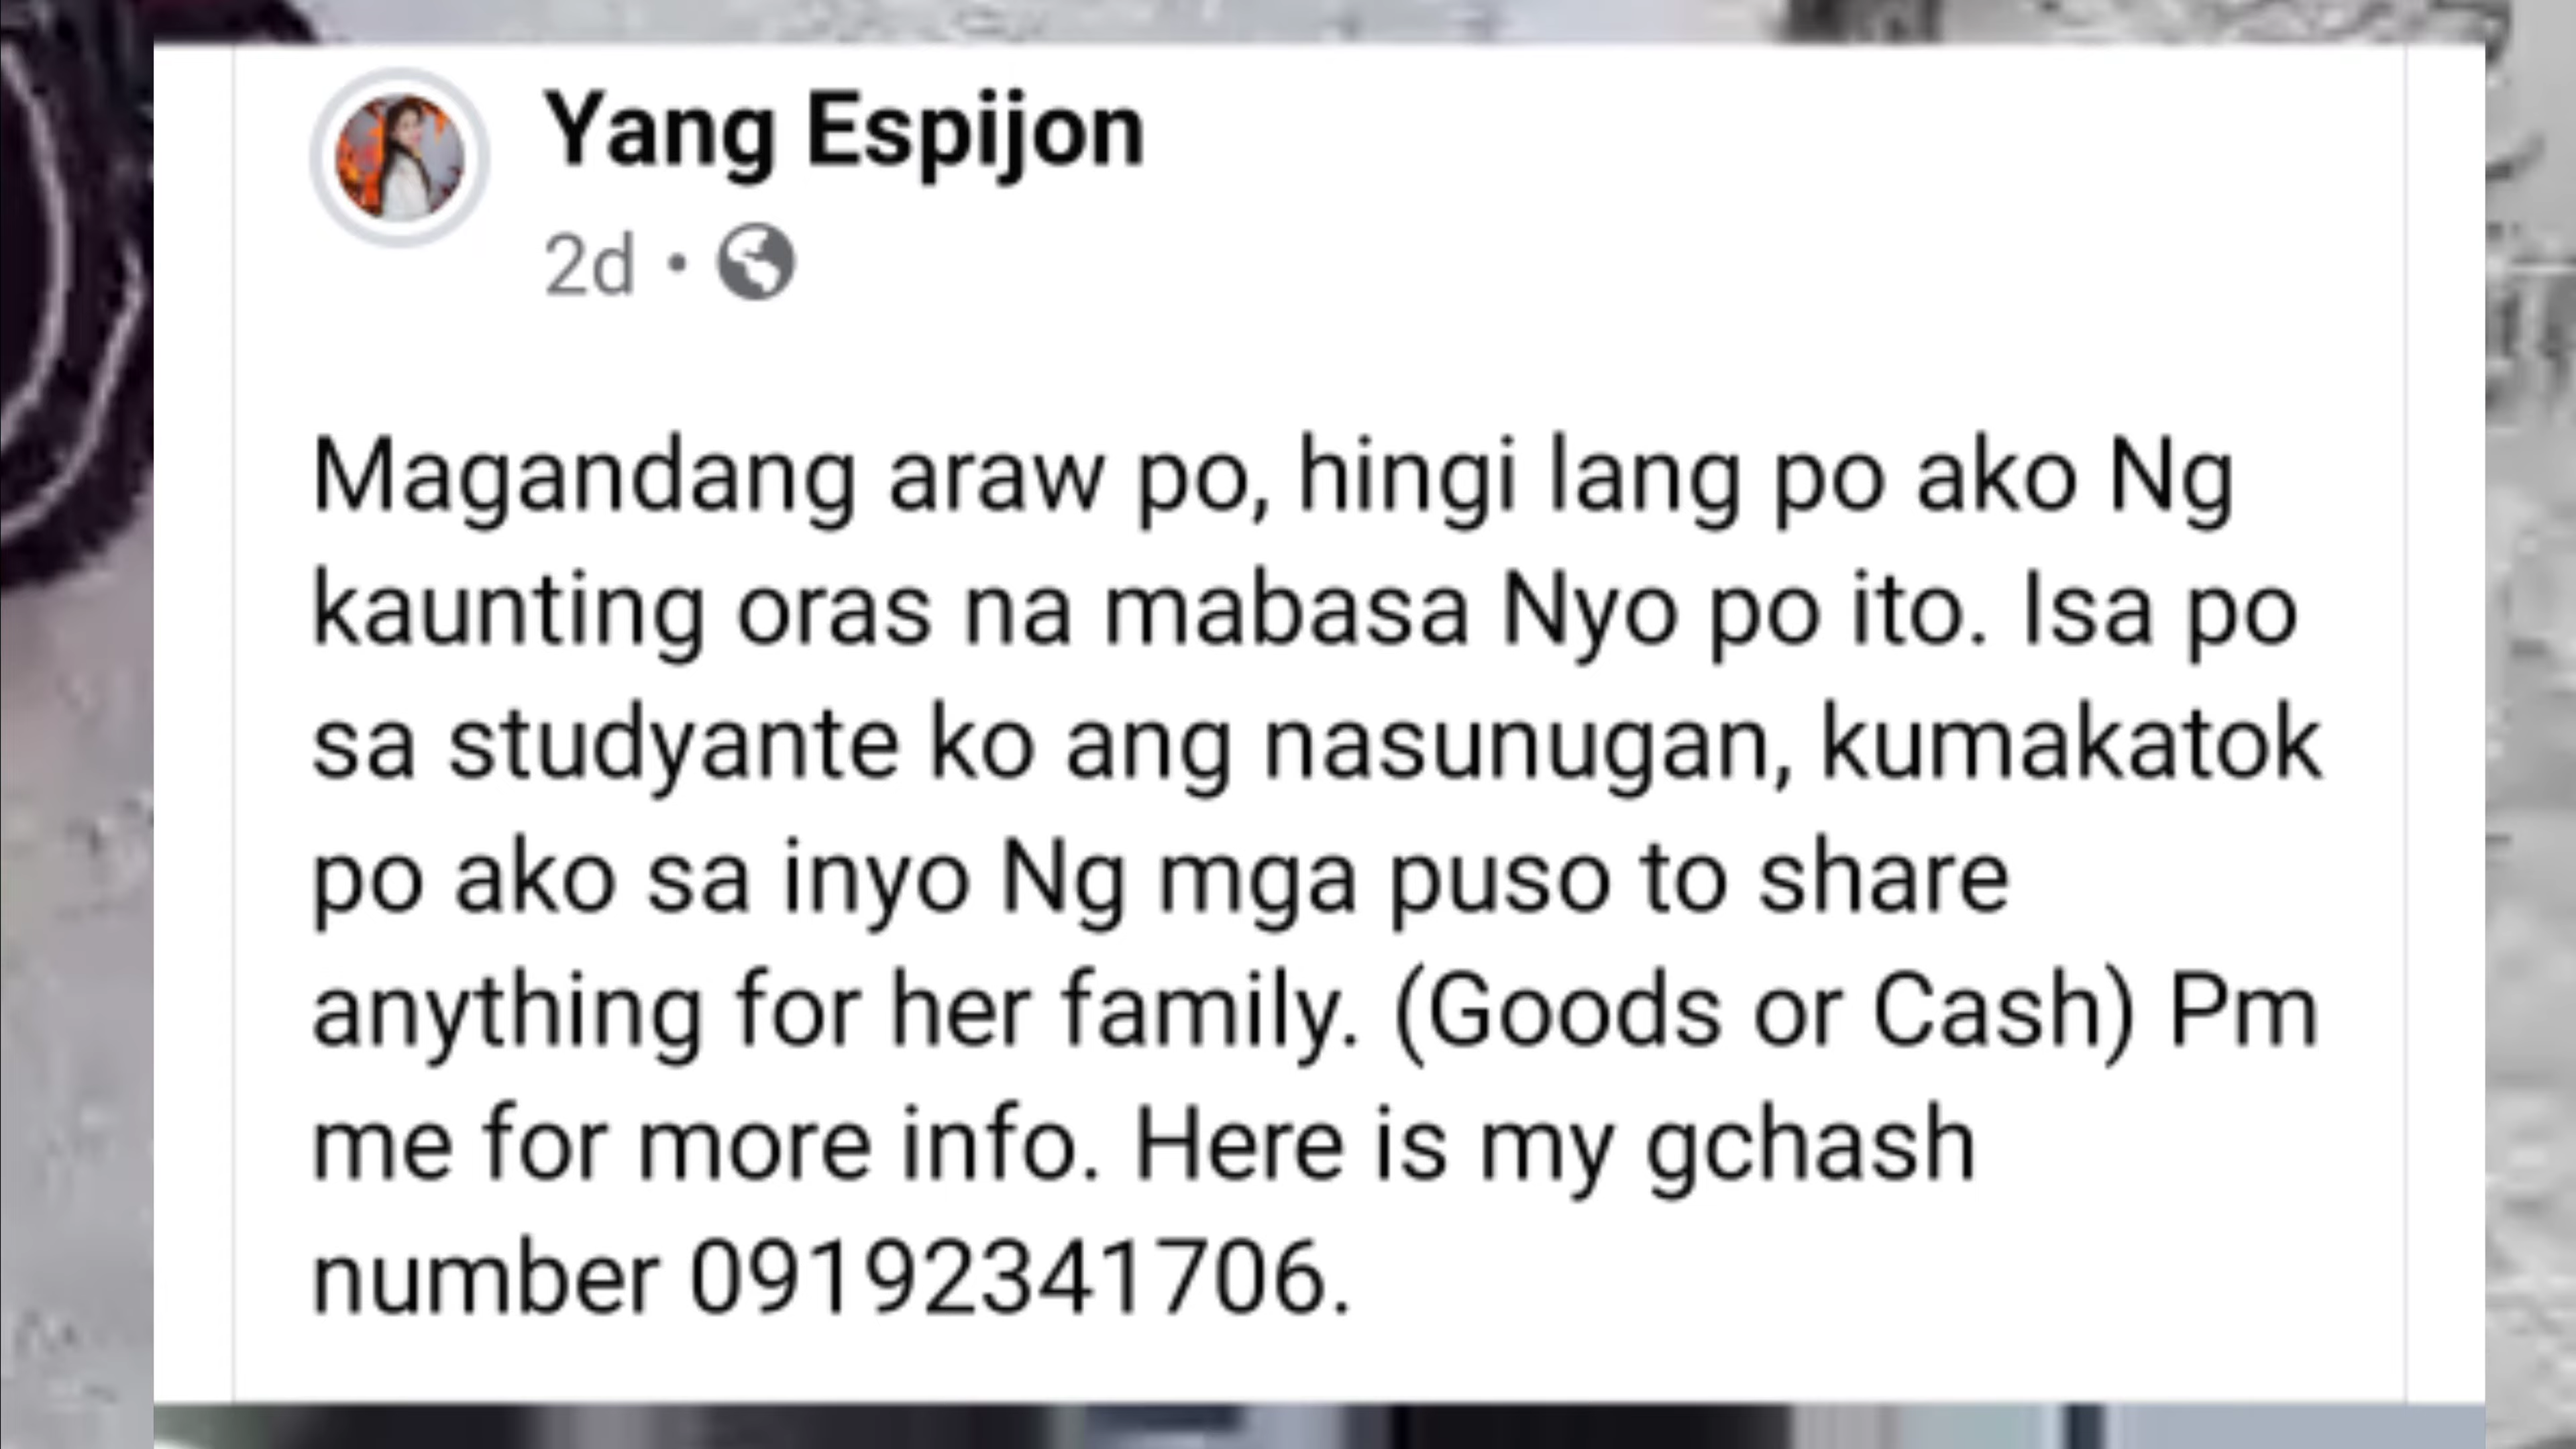 Yang Espijon
2d •
Magandang araw po, hingi lang po ako Ng
kaunting oras na mabasa Nyo po ito. Isa po
sa studyante ko ang nasunugan, kumakatok
po ako sa inyo Ng mga puso to share
anything for her family. (Goods or Cash) Pm
me for more info. Here is my gchash
number 09192341706.